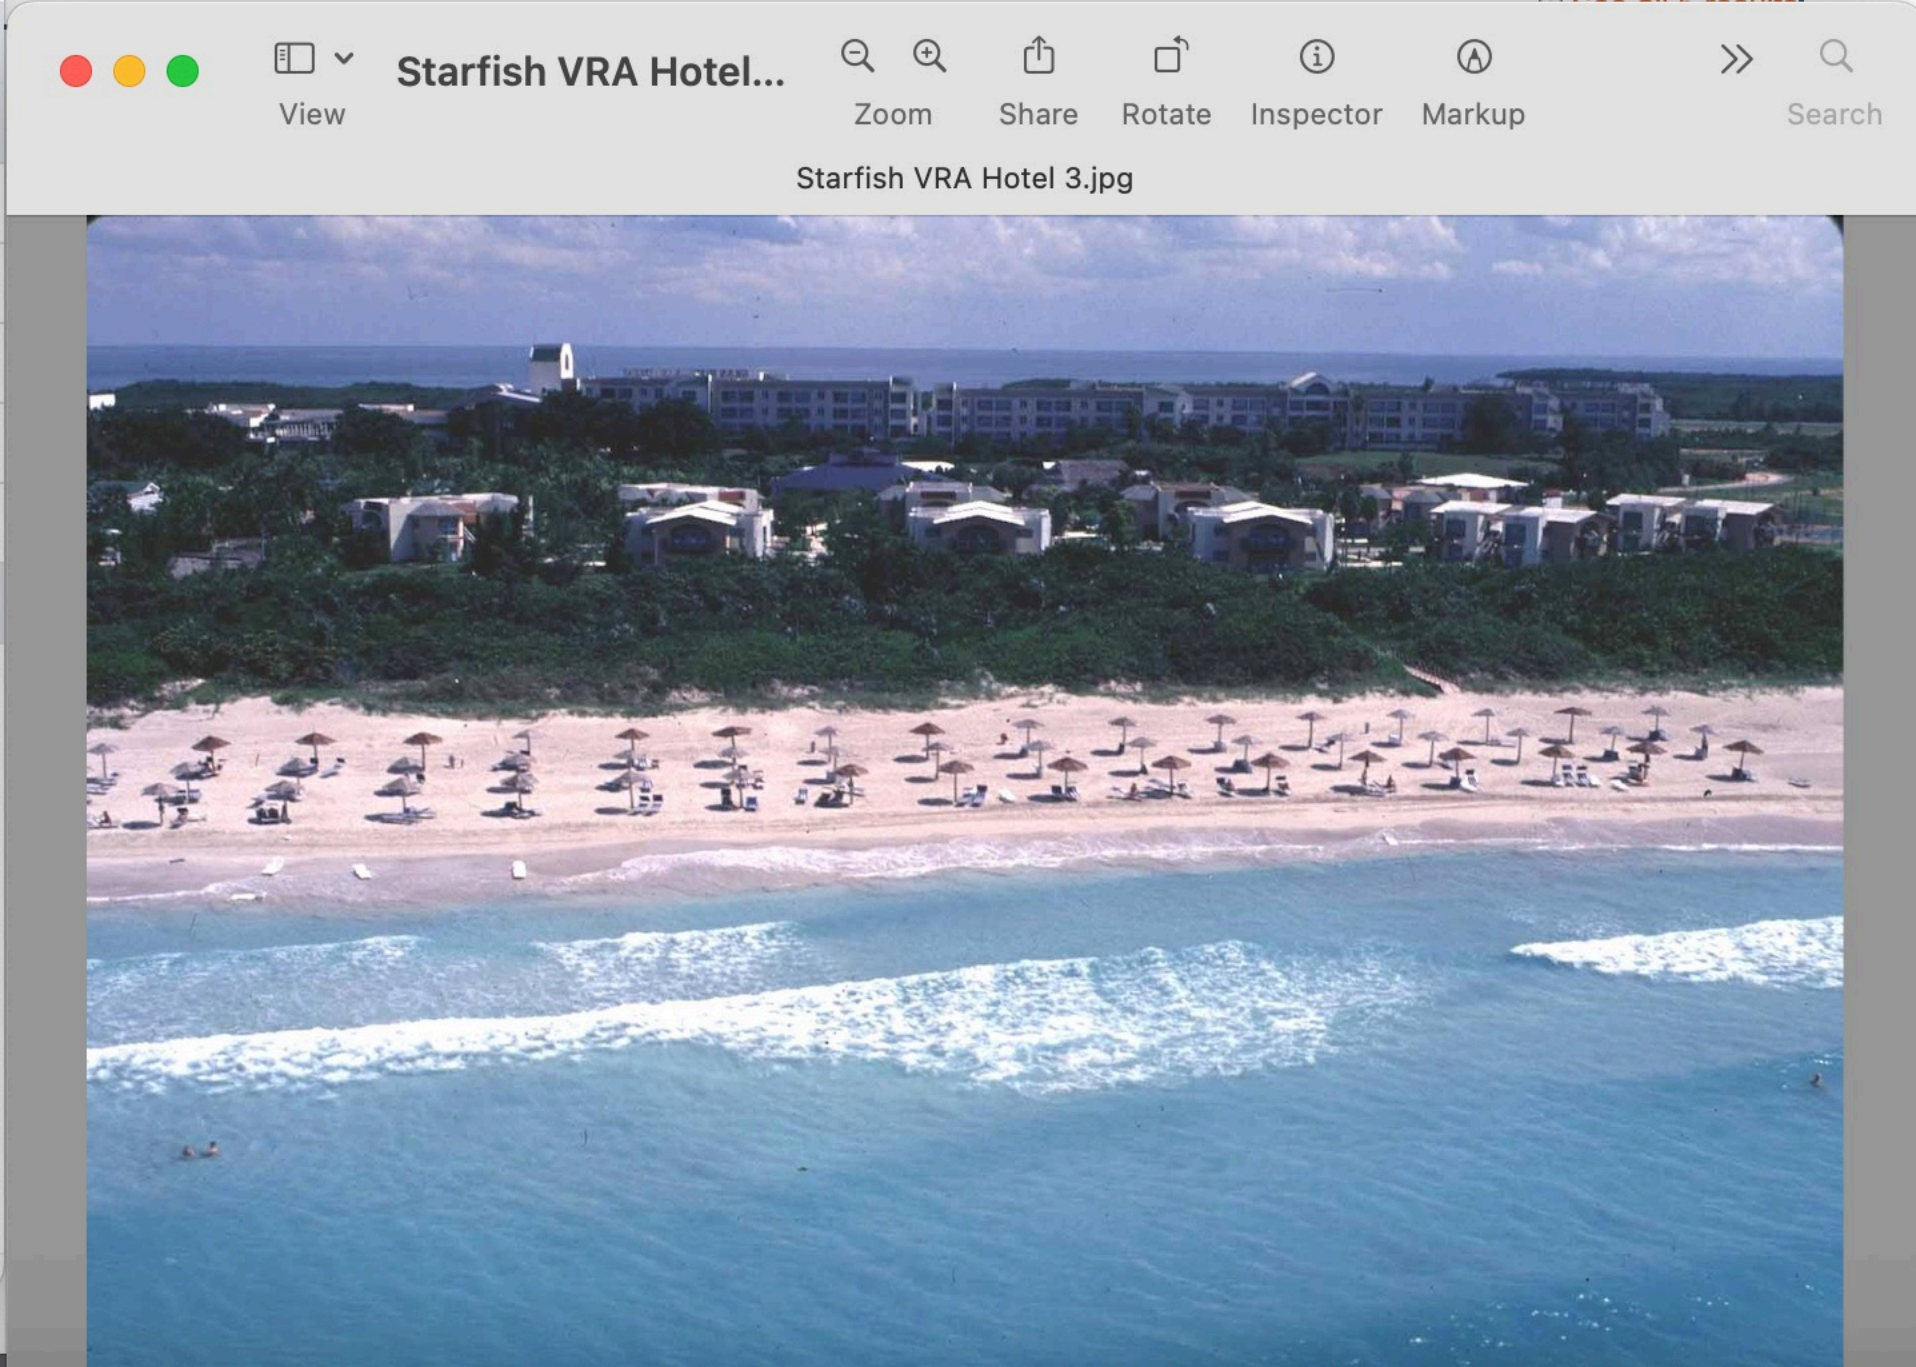 Starfish VRA Hotel...
View
Zoom
Share
Rotate
Inspector
Markup
Search
Starfish VRA Hotel 3.jpg